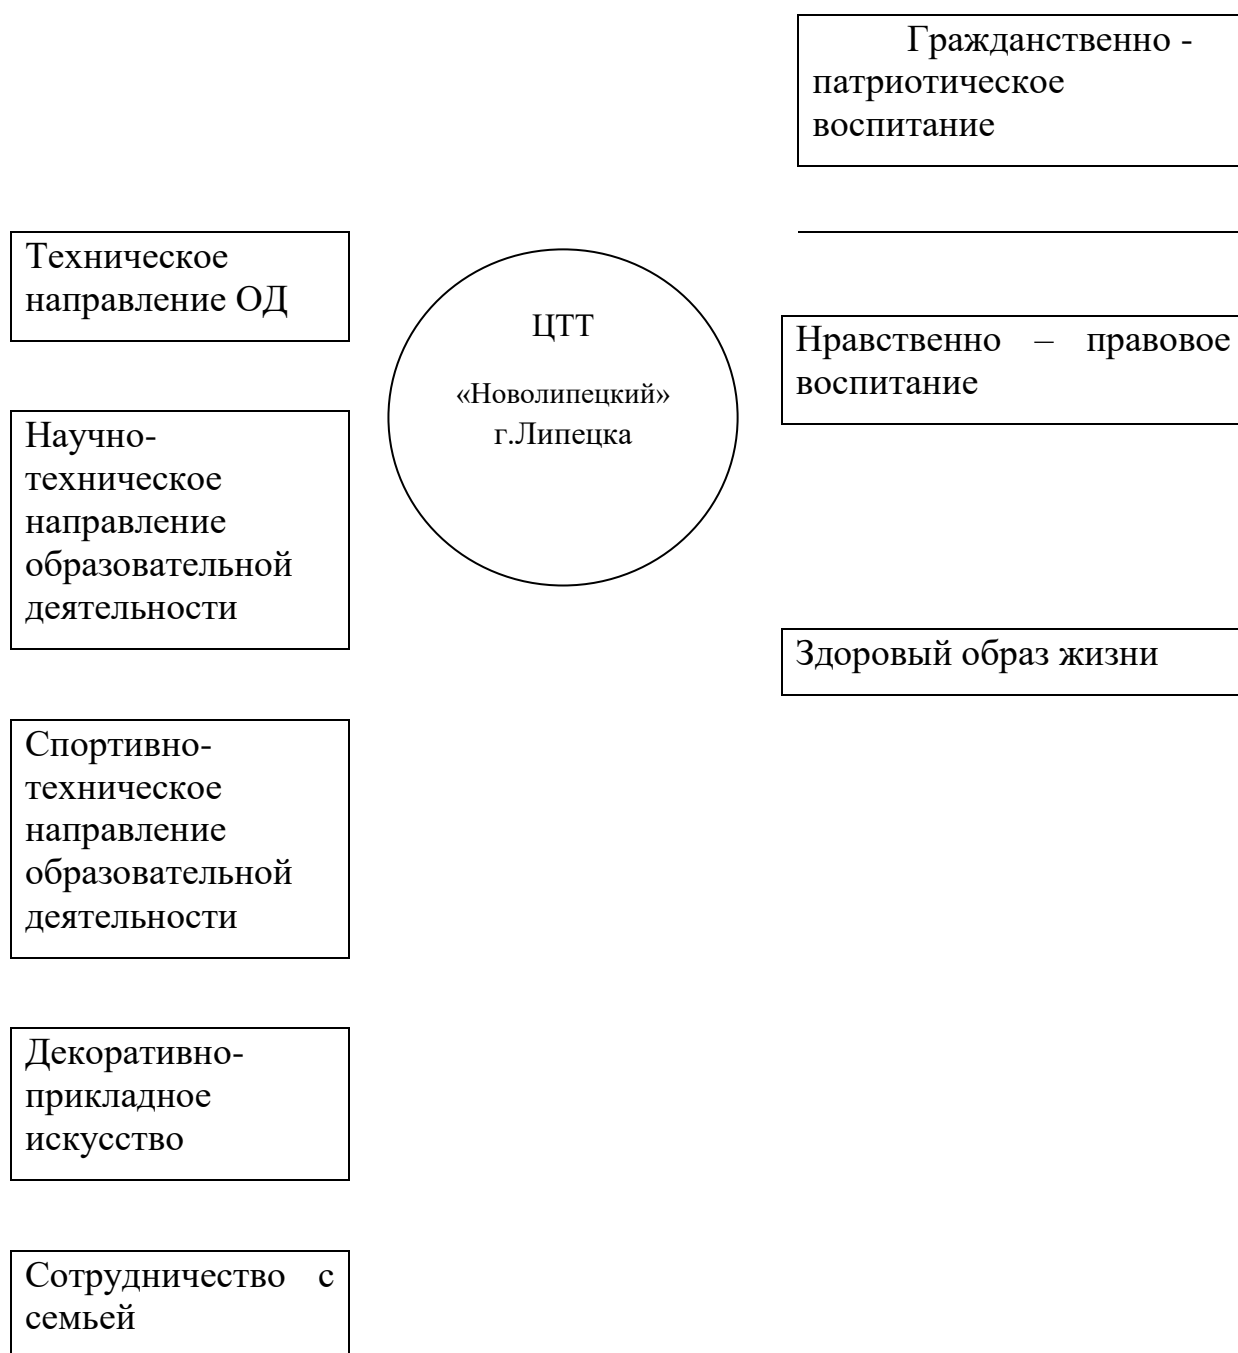 Гражданственно -
патриотическое
воспитание
Техническое
направление ОД
ЦТТ
«Новолипецкий»
г.Липецка
Нравственно – правовое
воспитание
Научно-
техническое
направление
образовательной
деятельности
Здоровый образ жизни
Спортивно-
техническое
направление
образовательной
деятельности
Декоративно-
прикладное
искусство
Сотрудничество с
семьей